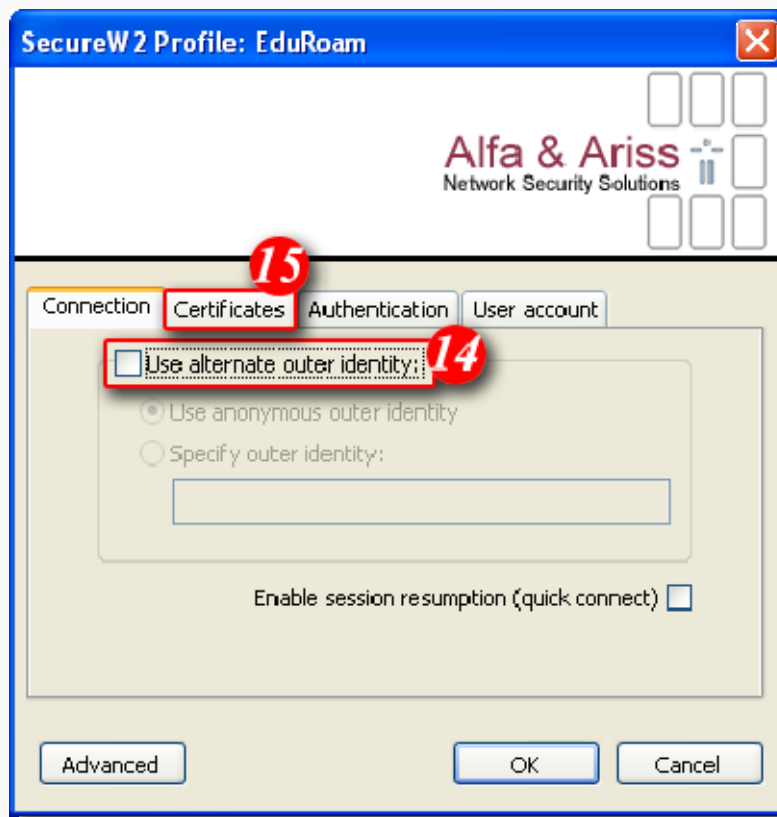 SecureW2 Profile: EduRoam
Alfa & Ariss
Network Security Solutions
15
Connection Certificates Authentication User account
Use alternate outer identity: 14
Use anonymous outer identity
Specify outer identity:
Enable session resumption (quick connect)
Advanced OK Cancel